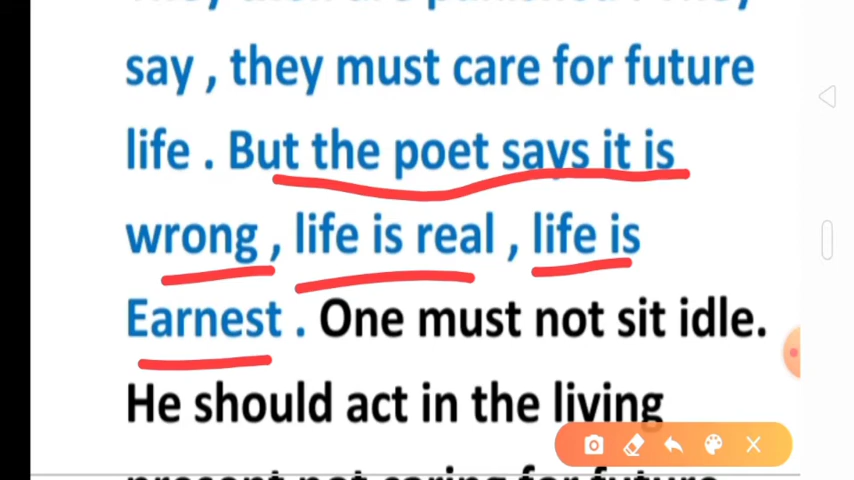 say , they must care for future
life . But the poet says it is
wrong , life is real , life is
Earnest . One must not sit idle.
He should act in the living